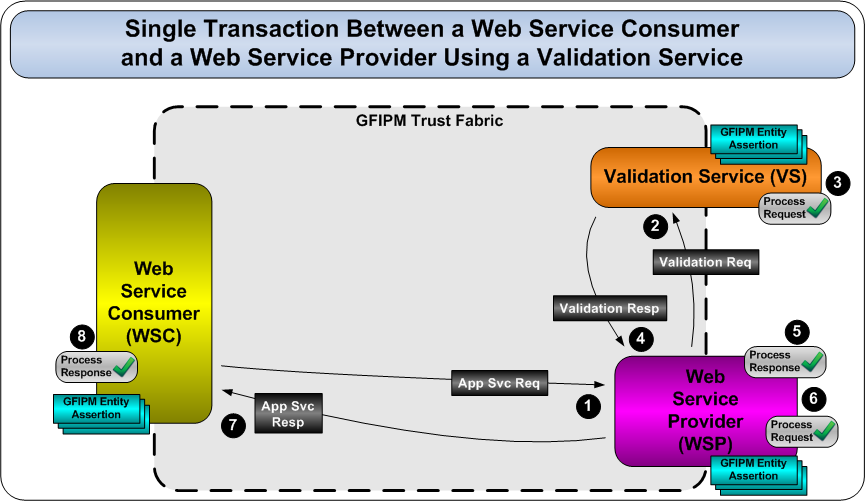 Single Transaction Between a Web Service Consumer
and a Web Service Provider Using a Validation Service
GFIPM Trust Fabric
GFIPM Entity
Assertion
Validation Service (VS)
3
Process
Request
2
Validation Req
Web
Service
Consumer
(WSC)
Validation Resp
8
4
5
Process
Response
Process
Response
App Svc Req
Web
Service
Provider
(WSP)
GFIPM Entity
Assertion
1
6
App Svc
Resp
7
Process
Request
GFIPM Entity
Assertion